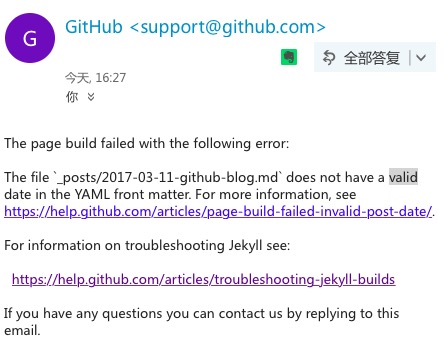 G
GitHub <support@github.com>
全部答复
今天, 16:27
你
The page build failed with the following error:
The file `_posts/2017-03-11-github-blog.md` does not have a valid
date in the YAML front matter. For more information, see
https://help.github.com/articles/page-build-failed-invalid-post-date/.
For information on troubleshooting Jekyll see:
https://help.github.com/articles/troubleshooting-jekyll-builds
If you have any questions you can contact us by replying to this
email.